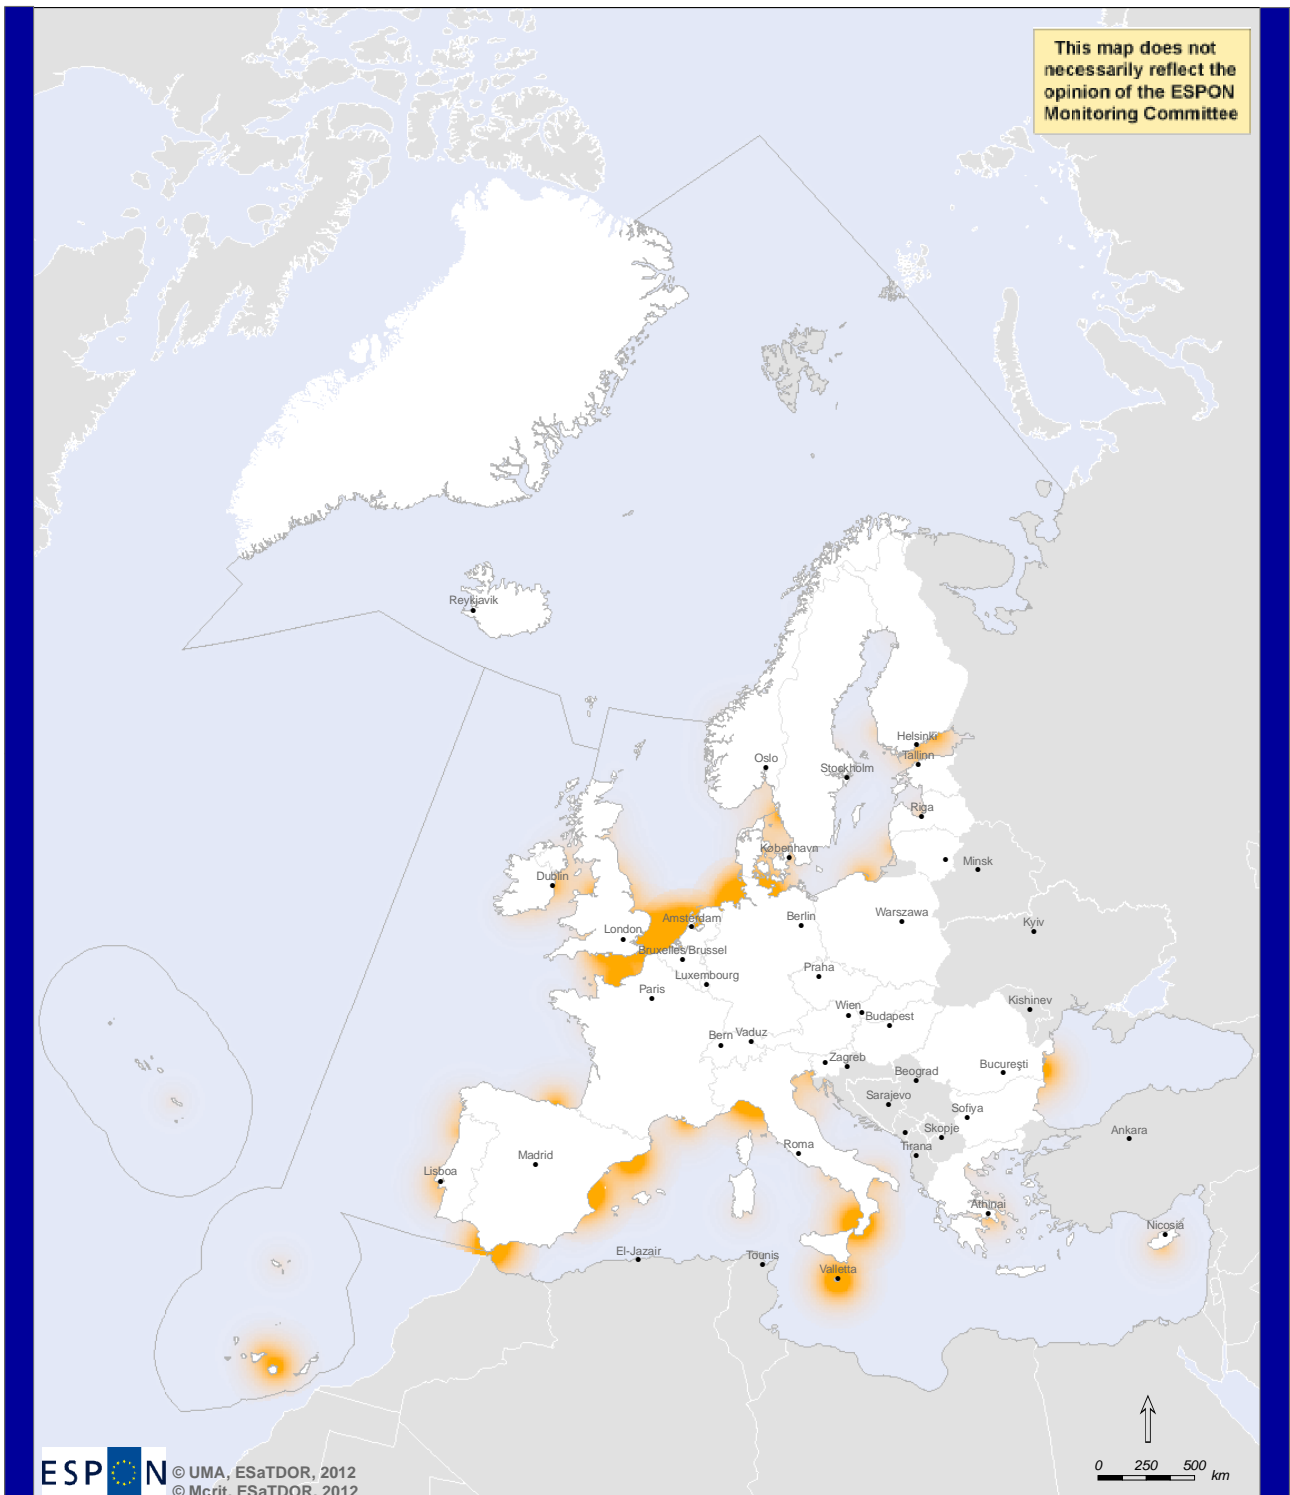 This map does not
necessarily reflect the
opinion of the ESPON
Monitoring Committee
Reykjavik
Helsinki
Tallinn
Oslo
Stockholm
Riga
København
Minsk
Dublin
Amsterdam
Berlin
Warszawa
London
Kyiv
Bruxelles/Brussel
Luxembourg
Praha
Paris
Kishinev
Wien
Budapest
Bern
Vaduz
Zagreb
Bucureşti
Beograd
Sarajevo
Sofiya
Skopje
Ankara
Roma
Tirana
Madrid
Lisboa
Athinai
Nicosia
El-Jazair
Tounis
Valletta
ESPON
© UMA, ESaTDOR, 2012
© Mcrit, ESaTDOR, 2012
0 250 500 km